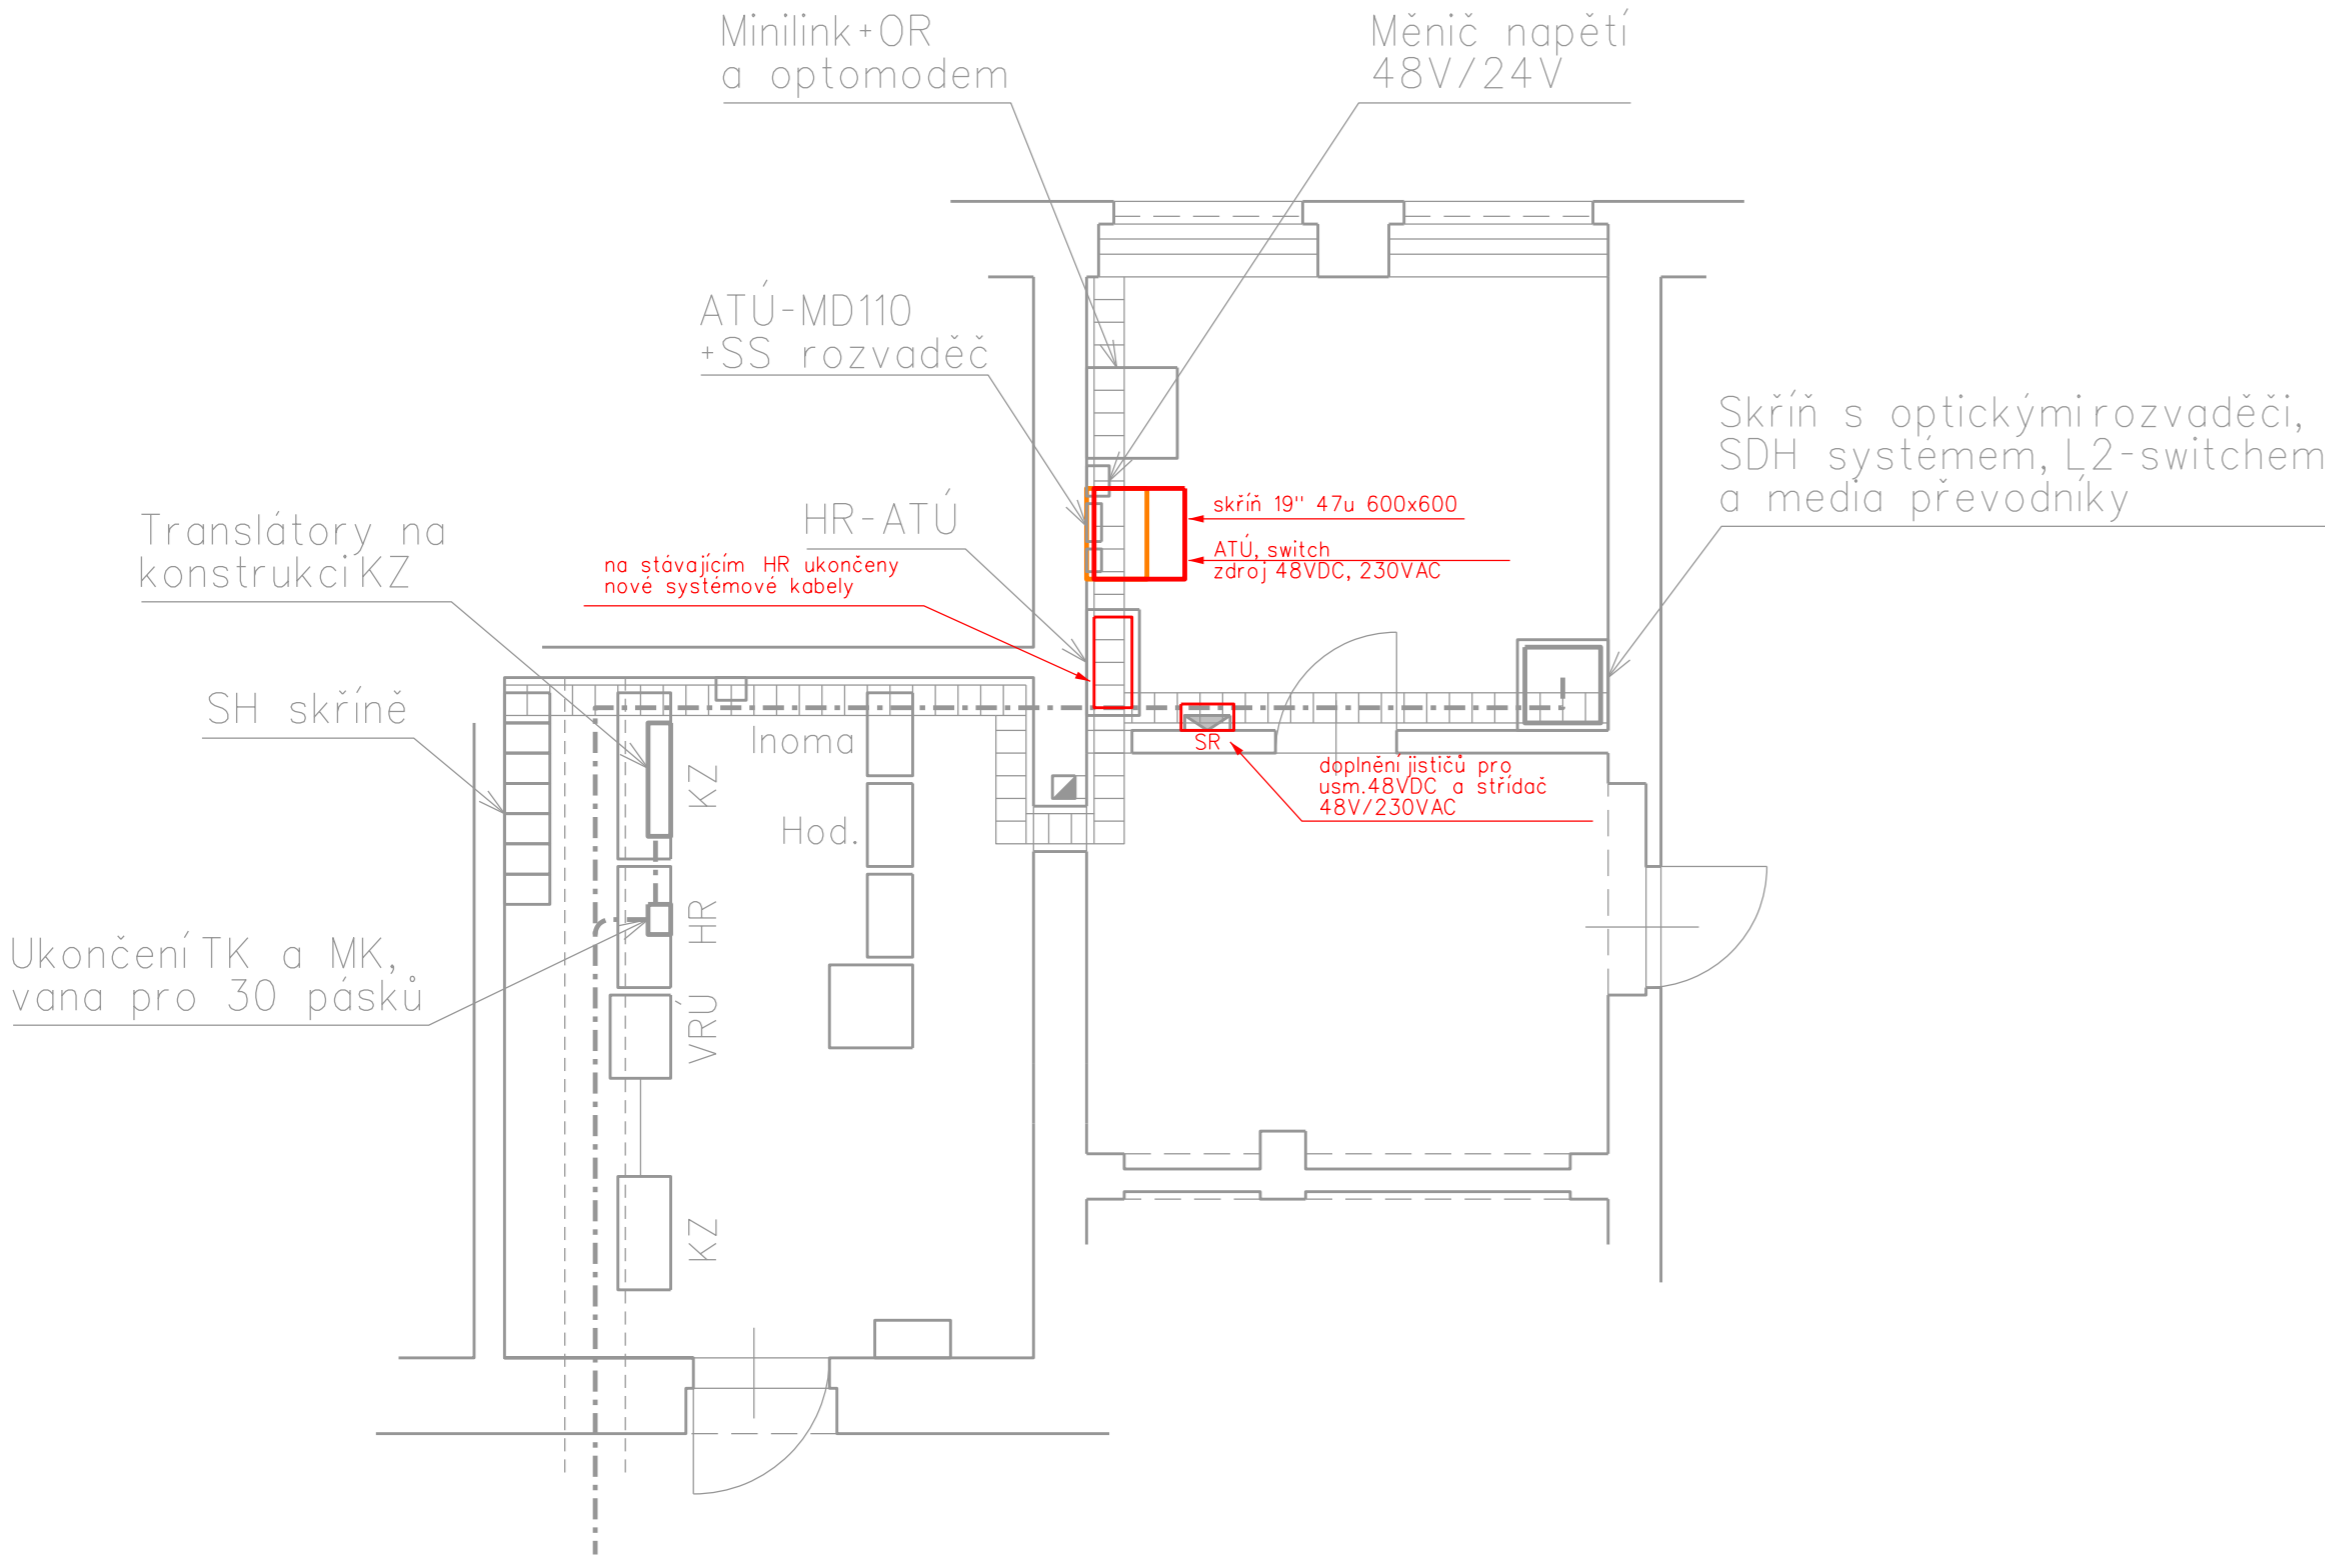 Minilink+OR
a optomodem
Měnič napětí
48V/24V
ATÚ-MD110
+SS rozvaděč
Skříň s optickými rozvaděči,
SDH systémem, L2-switchem
a media převodníky
HR-ATÚ
skříň 19" 47u 600x600
ATÚ, switch
zdroj 48VDC, 230VAC
Translátory na
konstrukci KZ
na stávajícím HR ukončeny
nové systémové kabely
SH skříně
Inoma
KZ
SR
doplnění jističů pro
usm.48VDC a střídač
48V/230VAC
Hod.
HR
Ukončení TK a MK,
vana pro 30 pásků
VRÚ
KZ